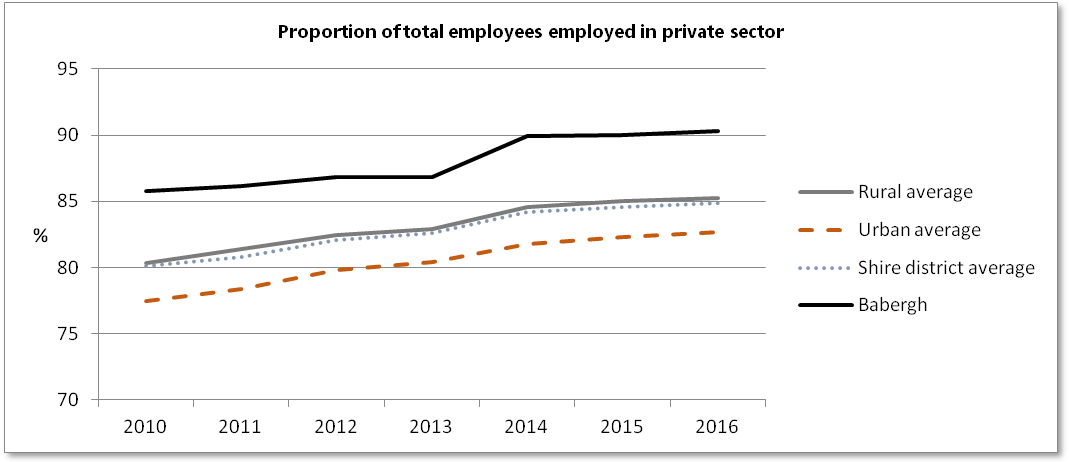 Proportion of total employees employed in private sector
95
90
85
80
75
70
%
2010 2011 2012 2013 2014 2015 2016
Rural average
Urban average
Shire district average
Babergh